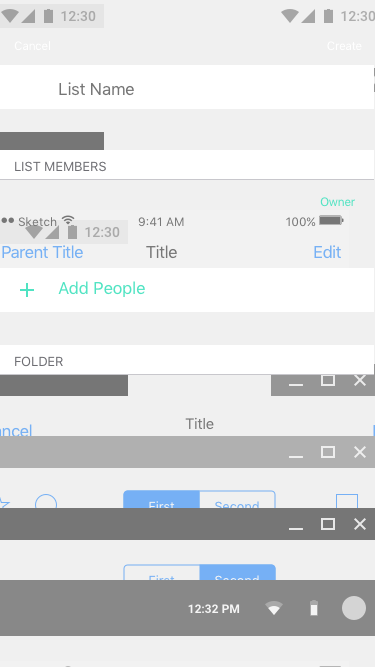 12:30 12:30
Cancel Create
List Name
LIST MEMBERS
Owner
Sketch 9:41 AM 100%
12:30
Parent Title Title Edit
Add People
FOLDER
Title
First Second
First Second
12:32 PM